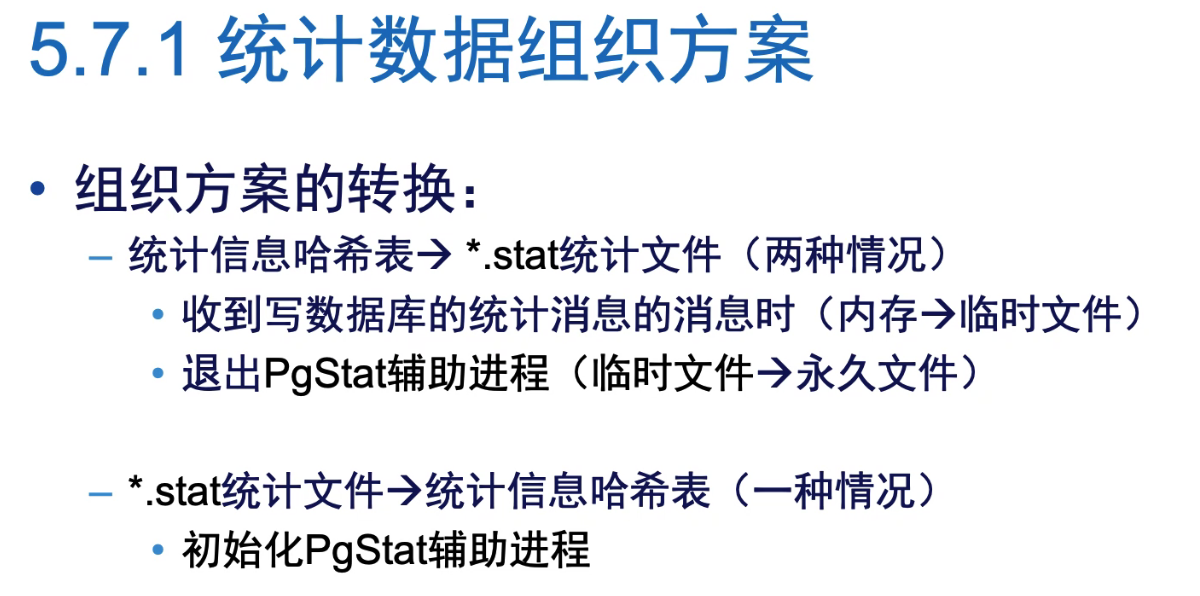 5.7.1 统计数据组织方案
• 组织方案的转换：
– 统计信息哈希表→ *.stat统计文件（两种情况）
• 收到写数据库的统计消息的消息时（内存→临时文件）
• 退出PgStat辅助进程（临时文件→永久文件）
– *.stat统计文件→统计信息哈希表（一种情况）
• 初始化PgStat辅助进程